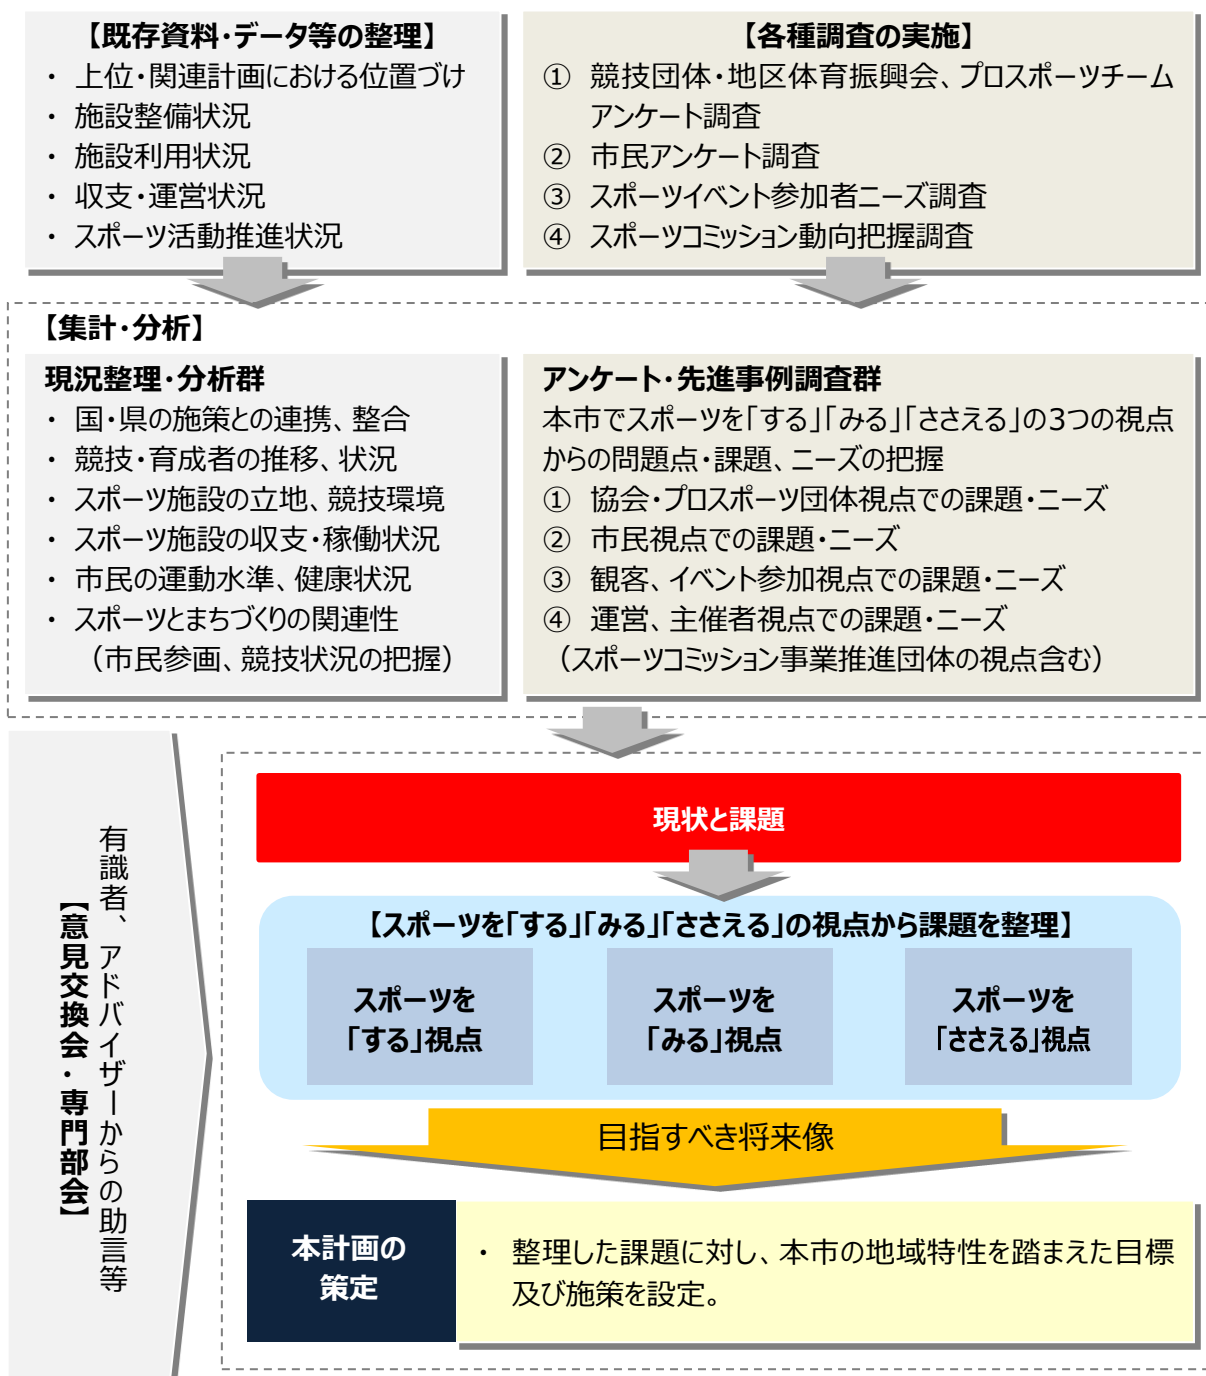 【既存資料・データ等の整理】
・ 上位・関連計画における位置づけ
・ 施設整備状況
・ 施設利用状況
・ 収支・運営状況
・ スポーツ活動推進状況
【各種調査の実施】
① 競技団体・地区体育振興会、プロスポーツチーム
アンケート調査
② 市民アンケート調査
③ スポーツイベント参加者ニーズ調査
④ スポーツコミッション動向把握調査
【集計・分析】
現況整理・分析群
・ 国・県の施策との連携、整合
・ 競技・育成者の推移、状況
・ スポーツ施設の立地、競技環境
・ スポーツ施設の収支・稼働状況
・ 市民の運動水準、健康状況
・ スポーツとまちづくりの関連性
（市民参画、競技状況の把握）
アンケート・先進事例調査群
本市でスポーツを「する」「みる」「ささえる」の3つの視点
からの問題点・課題、ニーズの把握
① 協会・プロスポーツ団体視点での課題・ニーズ
② 市民視点での課題・ニーズ
③ 観客、イベント参加視点での課題・ニーズ
④ 運営、主催者視点での課題・ニーズ
（スポーツコミッション事業推進団体の視点含む）
有識者、アドバイザーからの助言等
【意見交換会・専門部会】
現状と課題
【スポーツを「する」「みる」「ささえる」の視点から課題を整理】
スポーツを
「する」視点
スポーツを
「みる」視点
スポーツを
「ささえる」視点
目指すべき将来像
本計画の
策定
・ 整理した課題に対し、本市の地域特性を踏まえた目標
及び施策を設定。